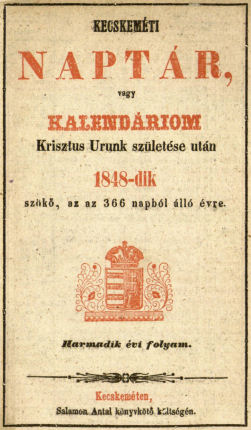 KECSKEMÉTI
NAPTÁR,
vagy
KALENDÁRIOM
Krisztus Urunk születése után
1848-dik
szökő, az az 366 napból álló évre.
Harmadik évi folyam.
Kecskeméten,
Salamon Antal könyvkötő költségén.